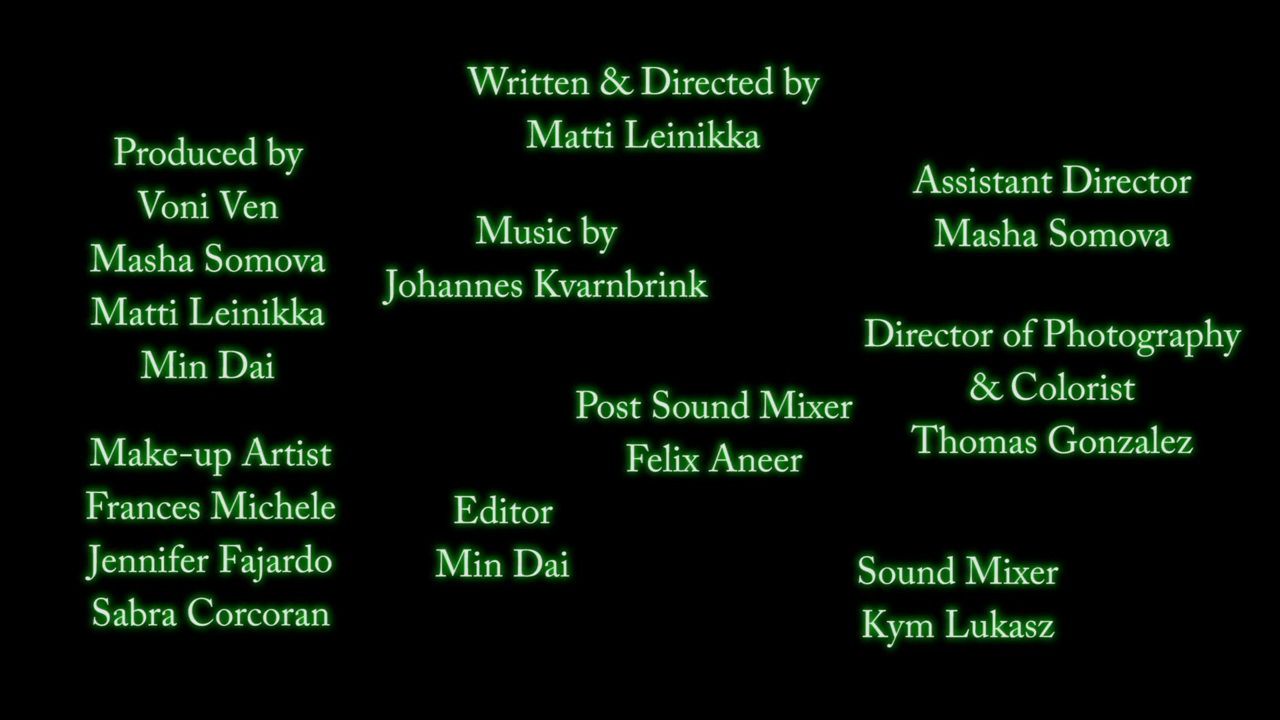 Written & Directed by
Matti Leinikka
Produced by
Voni Ven
Masha Somova
Matti Leinikka
Min Dai
Music by
Johannes Kvarnbrink
Assistant Director
Masha Somova
Director of Photography
& Colorist
Thomas Gonzalez
Post Sound Mixer
Felix Aneer
Make-up Artist
Frances Michele
Jennifer Fajardo
Sabra Corcoran
Editor
Min Dai
Sound Mixer
Kym Lukasz